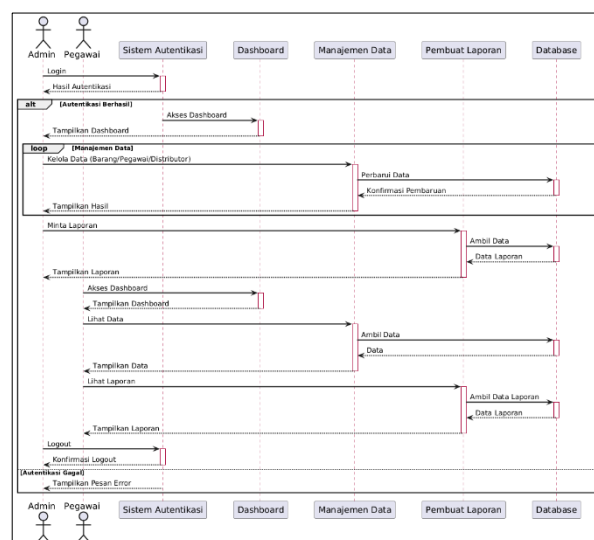 Admin Pegawai Sistem Autentikasi Dashboard Manajemen Data Pembuat Laporan Database
Login
Hasil Autentikasi
alt [Autentikasi Berhasil]
Akses Dashboard
Tampilkan Dashboard
loop [Manajemen Data]
Kelola Data (Barang/Pegawai/Distributor)
Perbarui Data
Konfirmasi Pembaruan
Tampilkan Hasil
Minta Laporan
Ambil Data
Data Laporan
Tampilkan Laporan
Akses Dashboard
Tampilkan Dashboard
Lihat Data
Ambil Data
Data
Tampilkan Data
Lihat Laporan
Ambil Data Laporan
Data Laporan
Tampilkan Laporan
Logout
Konfirmasi Logout
[Autentikasi Gagal]
Tampilkan Pesan Error
Admin Pegawai Sistem Autentikasi Dashboard Manajemen Data Pembuat Laporan Database